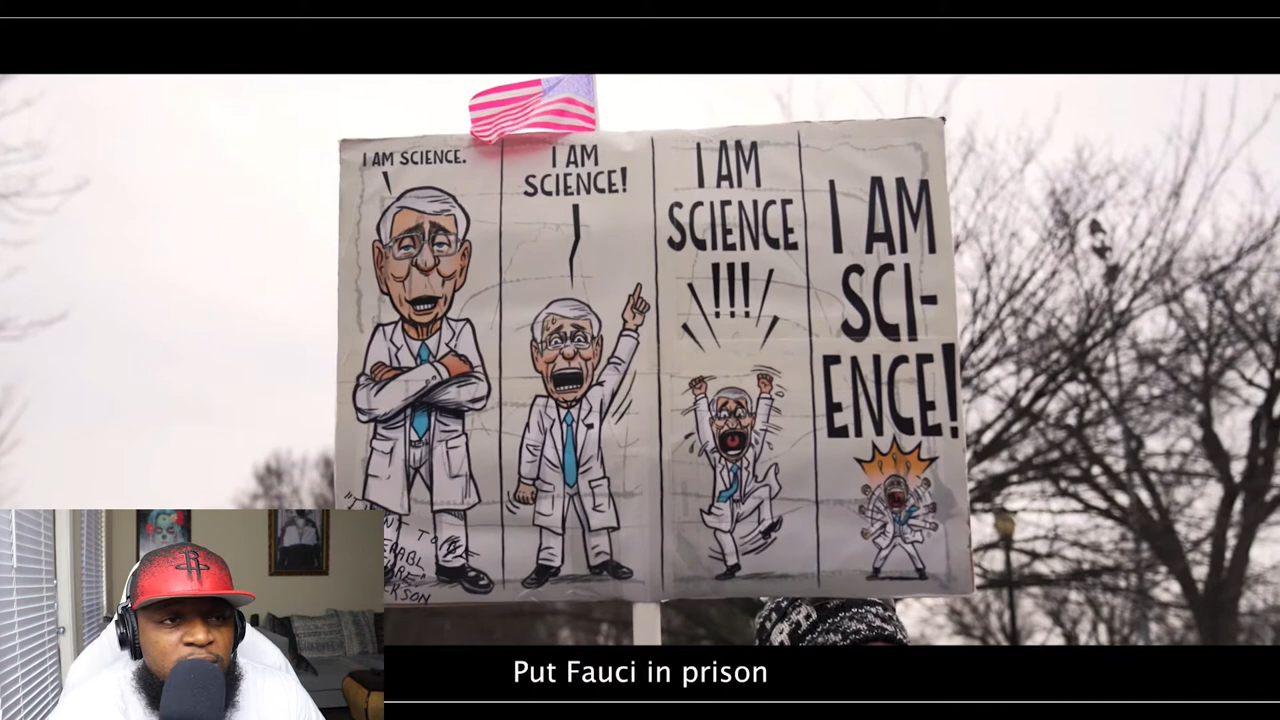 I AM SCIENCE.
I AM
SCIENCE!
I AM
SCIENCE
!!!
I AM
SCI-
ENCE!
Put Fauci in prison